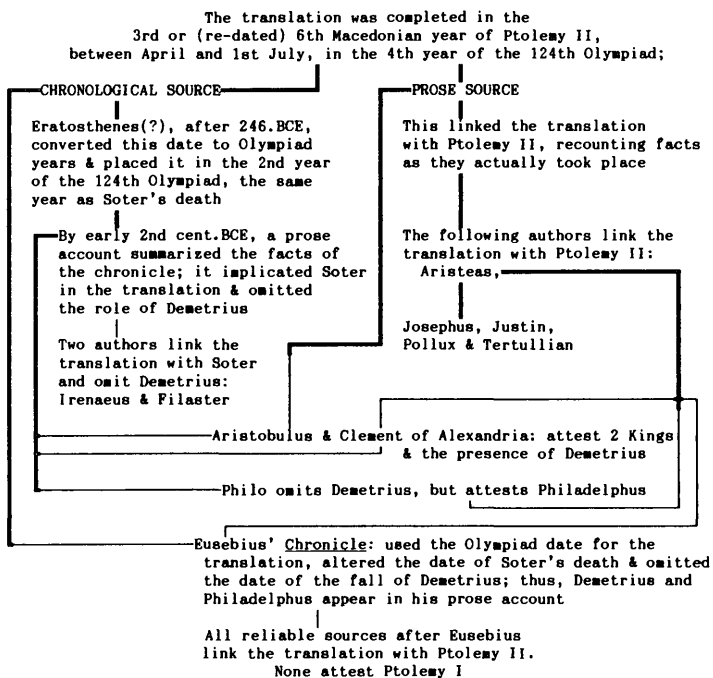 The translation was completed in the
3rd or (re-dated) 6th Macedonian year of Ptolemy II,
between April and 1st July, in the 4th year of the 124th Olympiad;
CHRONOLOGICAL SOURCE
Eratosthenes(?), after 246.BCE,
converted this date to Olympiad
years & placed it in the 2nd year
of the 124th Olympiad, the same
year as Soter's death
By early 2nd cent.BCE, a prose
account summarized the facts of
the chronicle; it implicated Soter
in the translation & omitted
the role of Demetrius
Two authors link the
translation with Soter
and omit Demetrius:
Irenaeus & Filaster
PROSE SOURCE
This linked the translation
with Ptolemy II, recounting facts
as they actually took place
The following authors link the
translation with Ptolemy II:
Aristeas,
Josephus, Justin,
Pollux & Tertullian
Aristobulus & Clement of Alexandria: attest 2 Kings
& the presence of Demetrius
Philo omits Demetrius, but attests Philadelphus
Eusebius' Chronicle: used the Olympiad date for the
translation, altered the date of Soter's death & omitted
the date of the fall of Demetrius; thus, Demetrius and
Philadelphus appear in his prose account
All reliable sources after Eusebius
link the translation with Ptolemy II.
None attest Ptolemy I